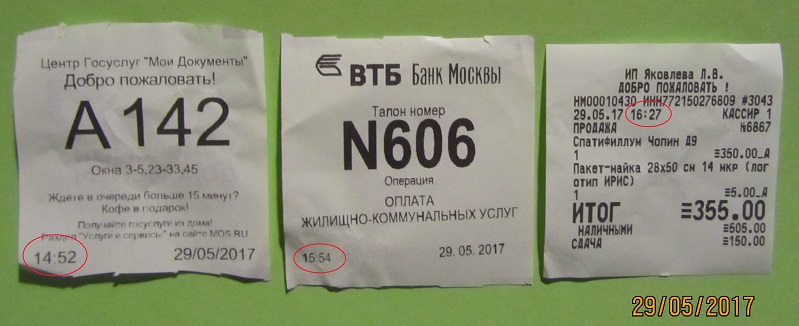 Центр Госуслуг "Мои Документы"
Добро пожаловать!
А 142
Окна 3-5,23-33,45
Ждете в очереди больше 15 минут?
Кофе в подарок!
Получайте госуслуги из дома!
Раздел "Услуги и сервисы" на сайте MOS.RU
14:52 29/05/2017
ВТБ Банк Москвы
Талон номер
N606
Операция
ОПЛАТА
ЖИЛИЩНО-КОММУНАЛЬНЫХ УСЛУГ
15:54 29. 05. 2017
ИП Яковлева Л.В.
ДОБРО ПОЖАЛОВАТЬ !
НМ00010430 ИНН772150276809 #3043
29.05.17 16:27 КАССИР 1
ПРОДАЖА №6867
Спатифиллум Чопин Д9
1 ≡350.00_А
Пакет-майка 28х50 см 14 мкр (лог
отип ИРИС)
1 ≡5.00_А
ИТОГ ≡355.00
НАЛИЧНЫМИ ≡505.00
СДАЧА ≡150.00
29/05/2017